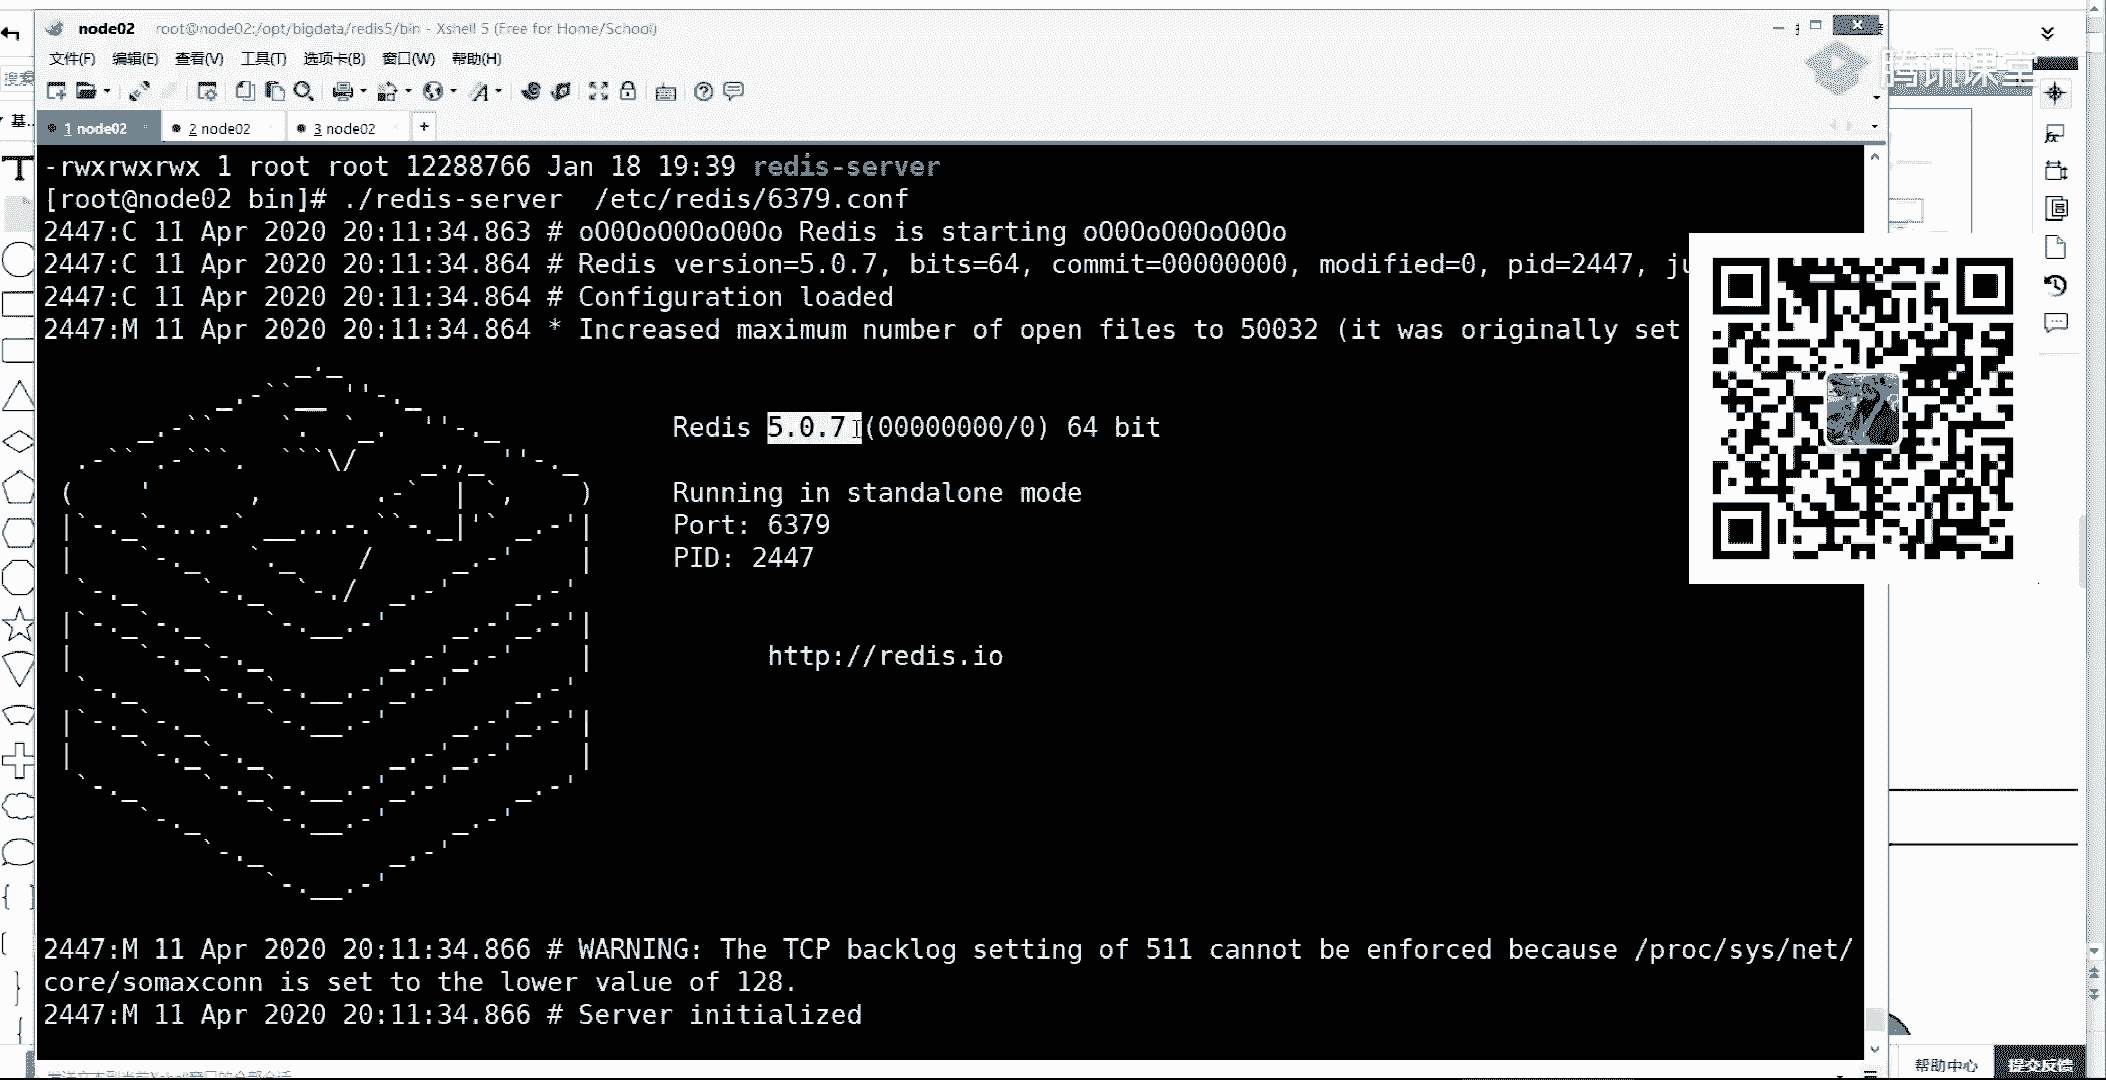 node02 root@node02:/opt/bigdata/redis5/bin - Xshell 5 (Free for Home/School)
腾讯课堂
文件(F) 编辑(E) 查看(V) 工具(T) 选项卡(B) 窗口(W) 帮助(H)
1 node02 2 node02 3 node02 +
-rwxrwxrwx 1 root root 12288766 Jan 18 19:39 redis-server
[root@node02 bin]# ./redis-server  /etc/redis/6379.conf
2447:C 11 Apr 2020 20:11:34.863 # oO0OoO0OoO0Oo Redis is starting oO0OoO0OoO0Oo
2447:C 11 Apr 2020 20:11:34.864 # Redis version=5.0.7, bits=64, commit=00000000, modified=0, pid=2447, ju
2447:C 11 Apr 2020 20:11:34.864 # Configuration loaded
2447:M 11 Apr 2020 20:11:34.864 * Increased maximum number of open files to 50032 (it was originally set
Redis 5.0.7 (00000000/0) 64 bit
Running in standalone mode
Port: 6379
PID: 2447
http://redis.io
2447:M 11 Apr 2020 20:11:34.866 # WARNING: The TCP backlog setting of 511 cannot be enforced because /proc/sys/net/
core/somaxconn is set to the lower value of 128.
2447:M 11 Apr 2020 20:11:34.866 # Server initialized
帮助中心 提交反馈